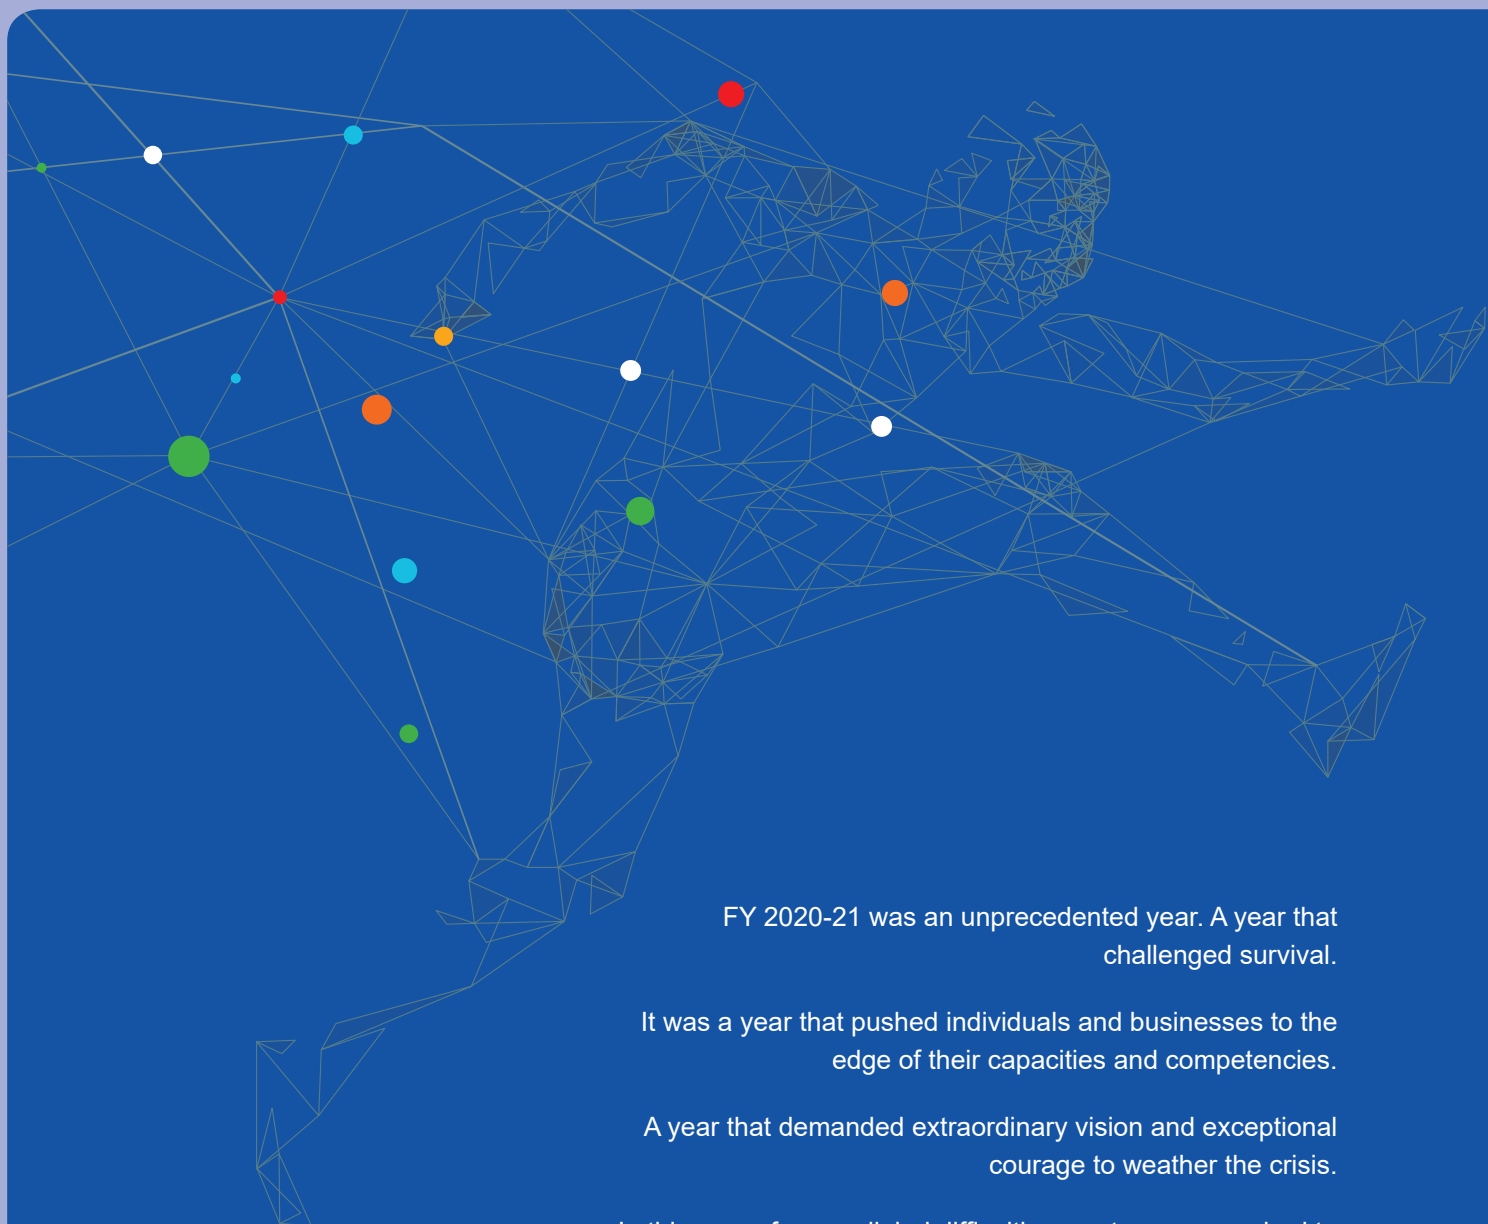 FY 2020-21 was an unprecedented year. A year that
challenged survival.
It was a year that pushed individuals and businesses to the
edge of their capacities and competencies.
A year that demanded extraordinary vision and exceptional
courage to weather the crisis.